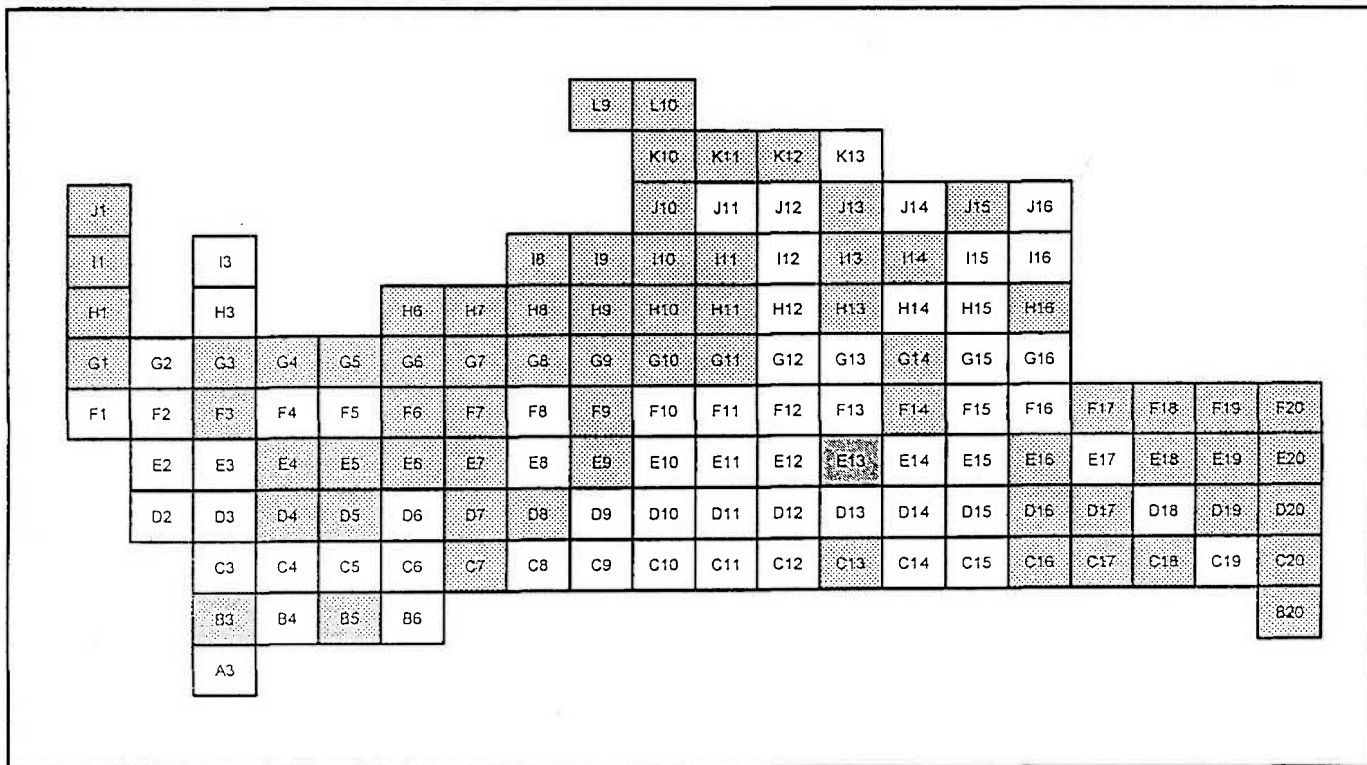 L9 L10
K10 K11 K12 K13
J1 J10 J11 J12 J13 J14 J15 J16
I1 I3 I8 I9 I10 I11 I12 I13 I14 I15 I16
H1 H3 H6 H7 H8 H9 H10 H11 H12 H13 H14 H15 H16
G1 G2 G3 G4 G5 G6 G7 G8 G9 G10 G11 G12 G13 G14 G15 G16
F1 F2 F3 F4 F5 F6 F7 F8 F9 F10 F11 F12 F13 F14 F15 F16 F17 F18 F19 F20
E2 E3 E4 E5 E6 E7 E8 E9 E10 E11 E12 E13 E14 E15 E16 E17 E18 E19 E20
D2 D3 D4 D5 D6 D7 D8 D9 D10 D11 D12 D13 D14 D15 D16 D17 D18 D19 D20
C3 C4 C5 C6 C7 C8 C9 C10 C11 C12 C13 C14 C15 C16 C17 C18 C19 C20
B3 B4 B5 B6 B20
A3